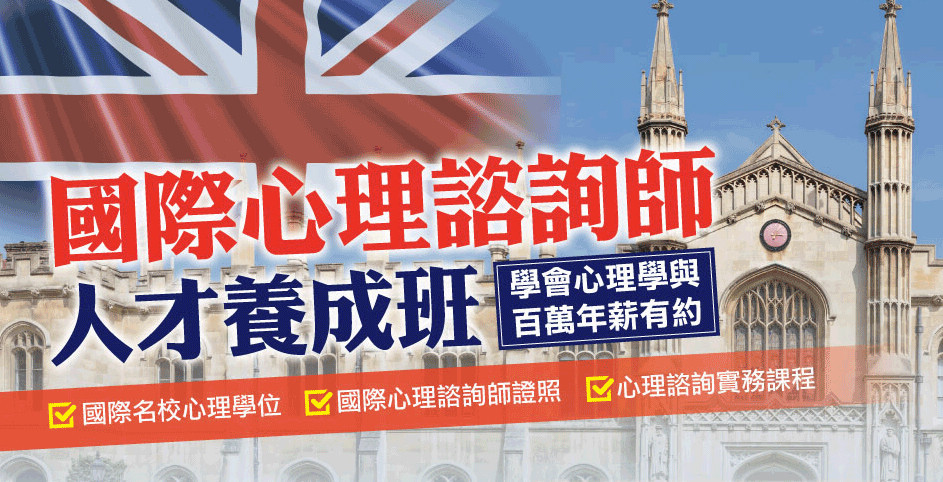 國際心理諮詢師
人才養成班
學會心理學與
百萬年薪有約
國際名校心理學位
國際心理諮詢師證照
心理諮詢實務課程